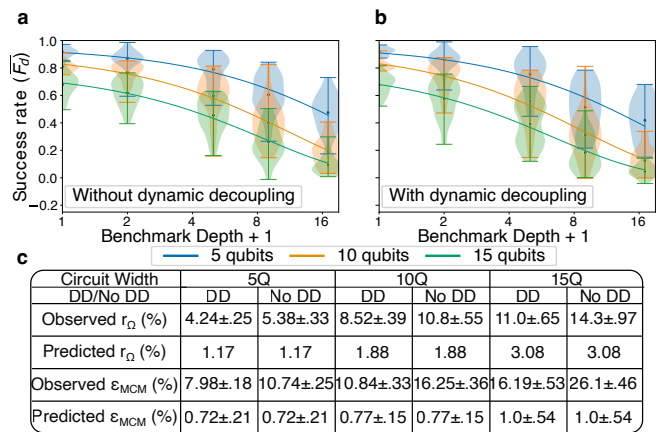 a
b
Success rate (F̅_d̅)
1.0
0.8
0.6
0.4
0.2
0.0
−0.2
Without dynamic decoupling
With dynamic decoupling
1 2 4 8 16
1 2 4 8 16
Benchmark Depth + 1
Benchmark Depth + 1
5 qubits 10 qubits 15 qubits
c
Circuit Width 5Q 10Q 15Q
DD/No DD DD No DD DD No DD DD No DD
Observed r_Ω (%) 4.24±.25 5.38±.33 8.52±.39 10.8±.55 11.0±.65 14.3±.97
Predicted r_Ω (%) 1.17 1.17 1.88 1.88 3.08 3.08
Observed ε_MCM (%) 7.98±.18 10.74±.25 10.84±.33 16.25±.36 16.19±.53 26.1±.46
Predicted ε_MCM (%) 0.72±.21 0.72±.21 0.77±.15 0.77±.15 1.0±.54 1.0±.54